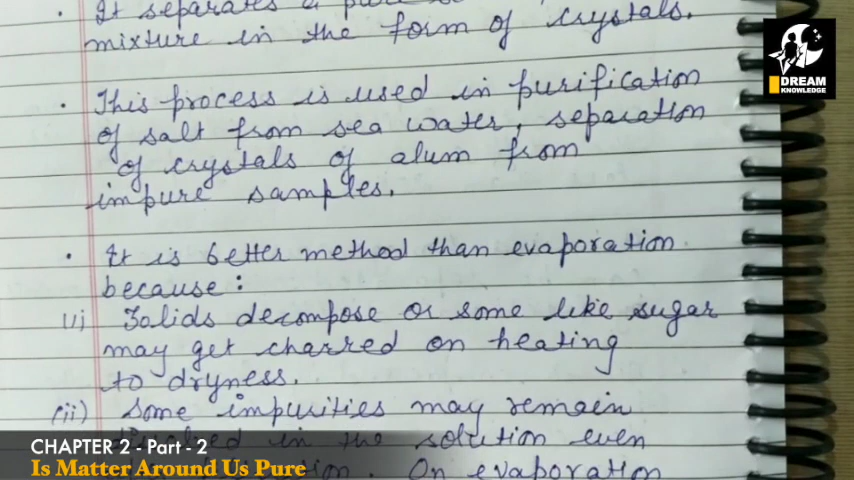 . It separates a pure
mixture in the form of crystals.
. This process is used in purification
of salt from sea water, separation
of crystals of alum from
impure samples.
. It is better method than evaporation
because :
(i) Solids decompose or some like sugar
may get charred on heating
to dryness.
(ii) Some impurities may remain
in the solution even
. On evaporation
DREAM
KNOWLEDGE
CHAPTER 2 - Part - 2
Is Matter Around Us Pure